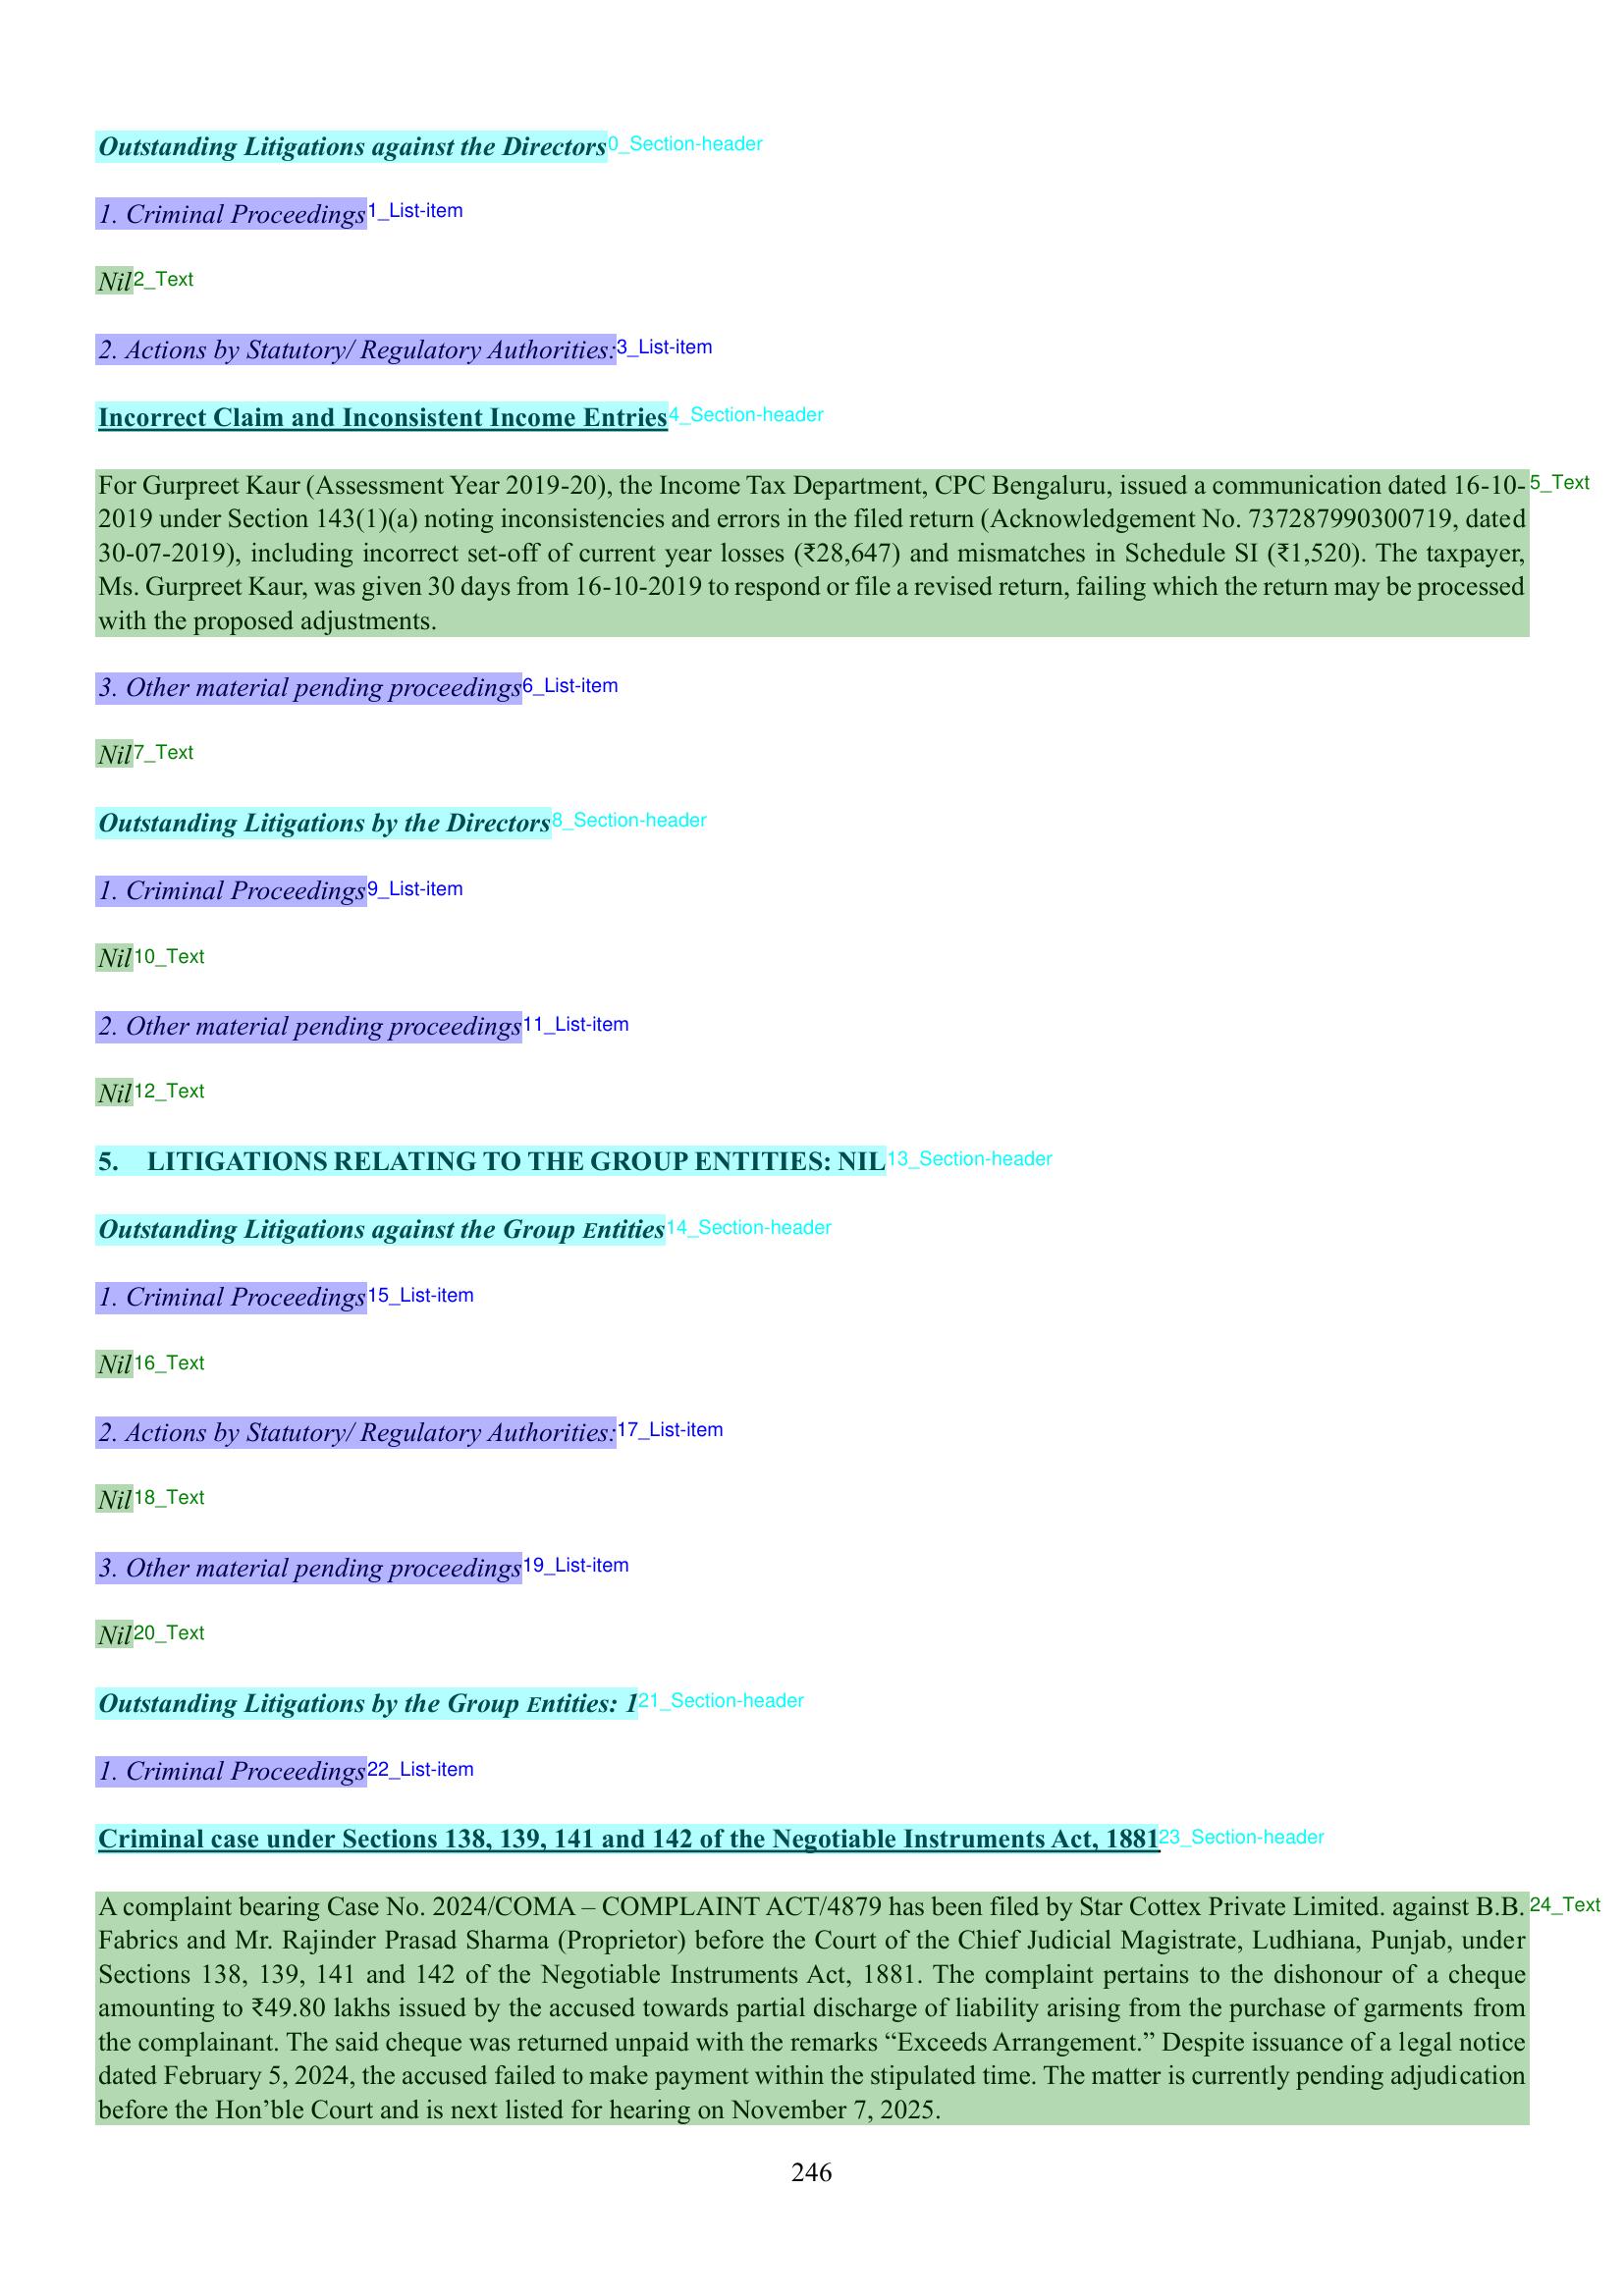 Outstanding Litigations against the Directors 0_Section-header
1. Criminal Proceedings 1_List-item
Nil 2_Text
2. Actions by Statutory/ Regulatory Authorities: 3_List-item
Incorrect Claim and Inconsistent Income Entries 4_Section-header
For Gurpreet Kaur (Assessment Year 2019-20), the Income Tax Department, CPC Bengaluru, issued a communication dated 16-10- 5_Text
2019 under Section 143(1)(a) noting inconsistencies and errors in the filed return (Acknowledgement No. 737287990300719, dated
30-07-2019), including incorrect set-off of current year losses (₹28,647) and mismatches in Schedule SI (₹1,520). The taxpayer,
Ms. Gurpreet Kaur, was given 30 days from 16-10-2019 to respond or file a revised return, failing which the return may be processed
with the proposed adjustments.
3. Other material pending proceedings 6_List-item
Nil 7_Text
Outstanding Litigations by the Directors 8_Section-header
1. Criminal Proceedings 9_List-item
Nil 10_Text
2. Other material pending proceedings 11_List-item
Nil 12_Text
5. LITIGATIONS RELATING TO THE GROUP ENTITIES: NIL 13_Section-header
Outstanding Litigations against the Group Entities 14_Section-header
1. Criminal Proceedings 15_List-item
Nil 16_Text
2. Actions by Statutory/ Regulatory Authorities: 17_List-item
Nil 18_Text
3. Other material pending proceedings 19_List-item
Nil 20_Text
Outstanding Litigations by the Group Entities: 1 21_Section-header
1. Criminal Proceedings 22_List-item
Criminal case under Sections 138, 139, 141 and 142 of the Negotiable Instruments Act, 1881 23_Section-header
A complaint bearing Case No. 2024/COMA – COMPLAINT ACT/4879 has been filed by Star Cottex Private Limited. against B.B. 24_Text
Fabrics and Mr. Rajinder Prasad Sharma (Proprietor) before the Court of the Chief Judicial Magistrate, Ludhiana, Punjab, under
Sections 138, 139, 141 and 142 of the Negotiable Instruments Act, 1881. The complaint pertains to the dishonour of a cheque
amounting to ₹49.80 lakhs issued by the accused towards partial discharge of liability arising from the purchase of garments from
the complainant. The said cheque was returned unpaid with the remarks “Exceeds Arrangement.” Despite issuance of a legal notice
dated February 5, 2024, the accused failed to make payment within the stipulated time. The matter is currently pending adjudication
before the Hon’ble Court and is next listed for hearing on November 7, 2025.
246